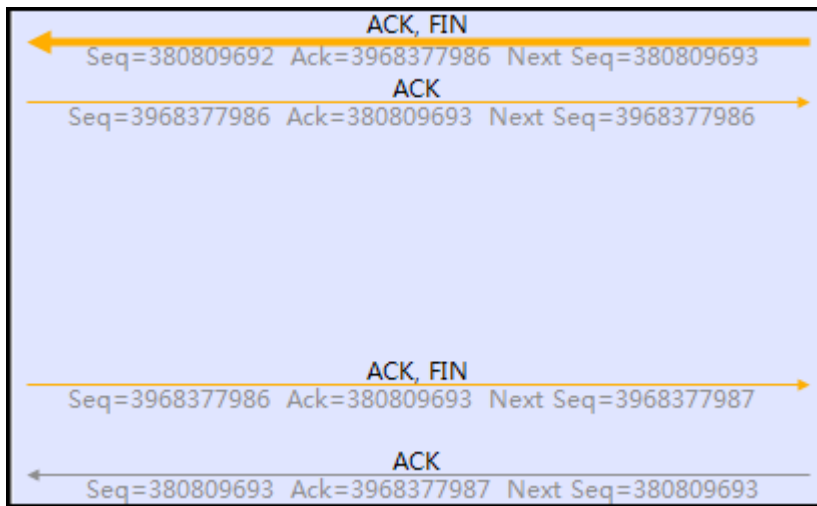 ACK, FIN
Seq=380809692 Ack=3968377986 Next Seq=380809693
ACK
Seq=3968377986 Ack=380809693 Next Seq=3968377986
ACK, FIN
Seq=3968377986 Ack=380809693 Next Seq=3968377987
ACK
Seq=380809693 Ack=3968377987 Next Seq=380809693